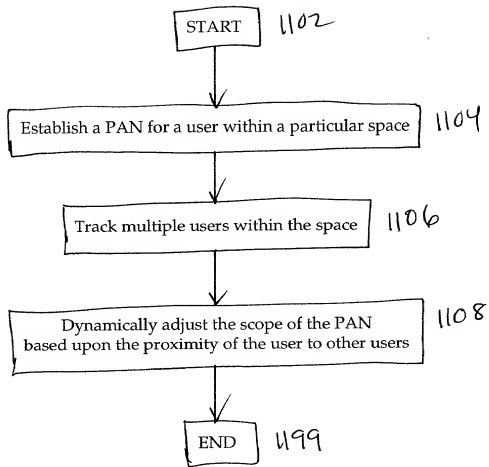 START 1102
Establish a PAN for a user within a particular space 1104
Track multiple users within the space 1106
Dynamically adjust the scope of the PAN 1108
based upon the proximity of the user to other users
END 1199